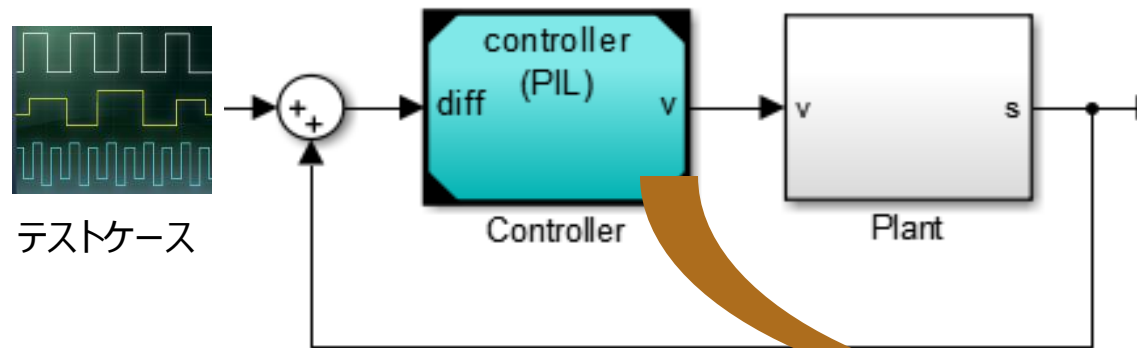 テストケース
+
+
controller
(PIL)
diff
v
Controller
v
s
Plant